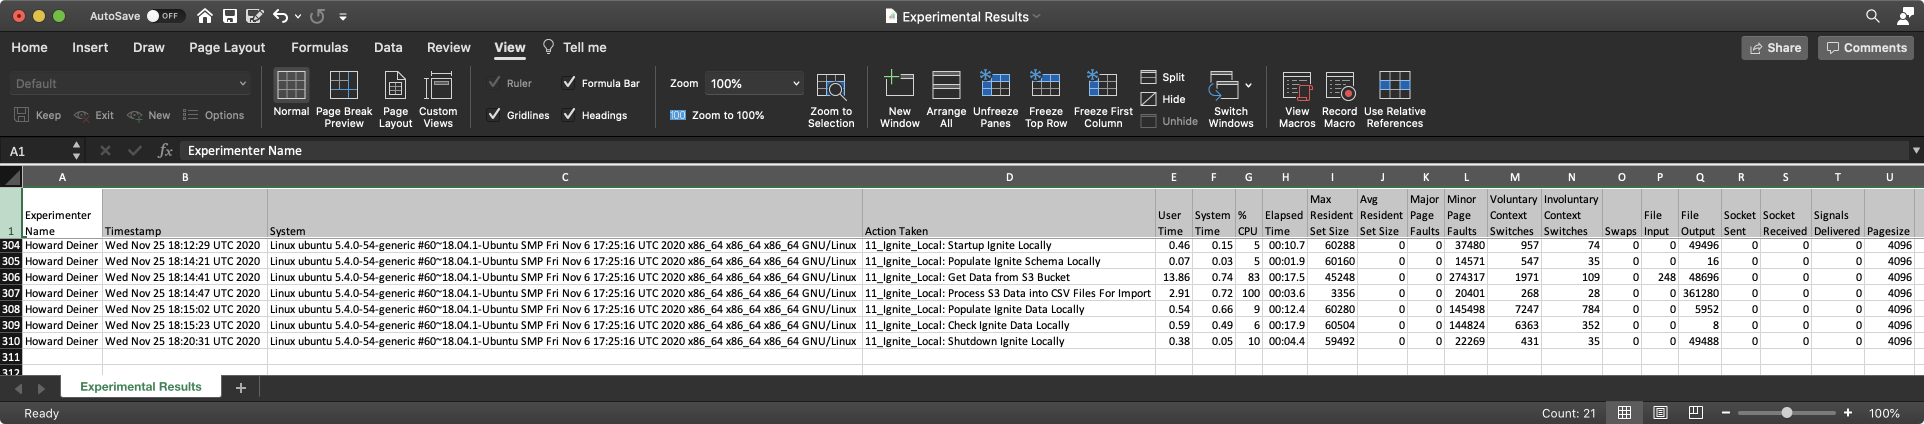 AutoSave OFF Experimental Results
Home Insert Draw Page Layout Formulas Data Review View Tell me Share Comments
Default Ruler Formula Bar Zoom 100% Split
Keep Exit New Options Normal Page Break Preview Page Layout Custom Views Gridlines Headings 100 Zoom to 100% Zoom to Selection New Window Arrange All Unfreeze Panes Freeze Top Row Freeze First Column Hide Unhide Switch Windows View Macros Record Macro Use Relative References
A1 fx Experimenter Name
A B C D E F G H I J K L M N O P Q R S T U
1 Experimenter Name Timestamp System Action Taken User Time System Time % CPU Elapsed Time Max Resident Set Size Avg Resident Set Size Major Page Faults Minor Page Faults Voluntary Context Switches Involuntary Context Switches Swaps File Input File Output Socket Sent Socket Received Signals Delivered Pagesize
304 Howard Deiner Wed Nov 25 18:12:29 UTC 2020 Linux ubuntu 5.4.0-54-generic #60~18.04.1-Ubuntu SMP Fri Nov 6 17:25:16 UTC 2020 x86_64 x86_64 x86_64 GNU/Linux 11_Ignite_Local: Startup Ignite Locally 0.46 0.15 5 00:10.7 60288 0 0 37480 957 74 0 0 49496 0 0 0 4096
305 Howard Deiner Wed Nov 25 18:14:21 UTC 2020 Linux ubuntu 5.4.0-54-generic #60~18.04.1-Ubuntu SMP Fri Nov 6 17:25:16 UTC 2020 x86_64 x86_64 x86_64 GNU/Linux 11_Ignite_Local: Populate Ignite Schema Locally 0.07 0.03 5 00:01.9 60160 0 0 14571 547 35 0 0 16 0 0 0 4096
306 Howard Deiner Wed Nov 25 18:14:41 UTC 2020 Linux ubuntu 5.4.0-54-generic #60~18.04.1-Ubuntu SMP Fri Nov 6 17:25:16 UTC 2020 x86_64 x86_64 x86_64 GNU/Linux 11_Ignite_Local: Get Data from S3 Bucket 13.86 0.74 83 00:17.5 45248 0 0 274317 1971 109 0 248 48696 0 0 0 4096
307 Howard Deiner Wed Nov 25 18:14:47 UTC 2020 Linux ubuntu 5.4.0-54-generic #60~18.04.1-Ubuntu SMP Fri Nov 6 17:25:16 UTC 2020 x86_64 x86_64 x86_64 GNU/Linux 11_Ignite_Local: Process S3 Data into CSV Files For Import 2.91 0.72 100 00:03.6 3356 0 0 20401 268 28 0 0 361280 0 0 0 4096
308 Howard Deiner Wed Nov 25 18:15:02 UTC 2020 Linux ubuntu 5.4.0-54-generic #60~18.04.1-Ubuntu SMP Fri Nov 6 17:25:16 UTC 2020 x86_64 x86_64 x86_64 GNU/Linux 11_Ignite_Local: Populate Ignite Data Locally 0.54 0.66 9 00:12.4 60280 0 0 145498 7247 784 0 0 5952 0 0 0 4096
309 Howard Deiner Wed Nov 25 18:15:23 UTC 2020 Linux ubuntu 5.4.0-54-generic #60~18.04.1-Ubuntu SMP Fri Nov 6 17:25:16 UTC 2020 x86_64 x86_64 x86_64 GNU/Linux 11_Ignite_Local: Check Ignite Data Locally 0.59 0.49 6 00:17.9 60504 0 0 144824 6363 352 0 0 8 0 0 0 4096
310 Howard Deiner Wed Nov 25 18:20:31 UTC 2020 Linux ubuntu 5.4.0-54-generic #60~18.04.1-Ubuntu SMP Fri Nov 6 17:25:16 UTC 2020 x86_64 x86_64 x86_64 GNU/Linux 11_Ignite_Local: Shutdown Ignite Locally 0.38 0.05 10 00:04.4 59492 0 0 22269 431 35 0 0 49488 0 0 0 4096
311
312
Experimental Results +
Ready Count: 21 100%